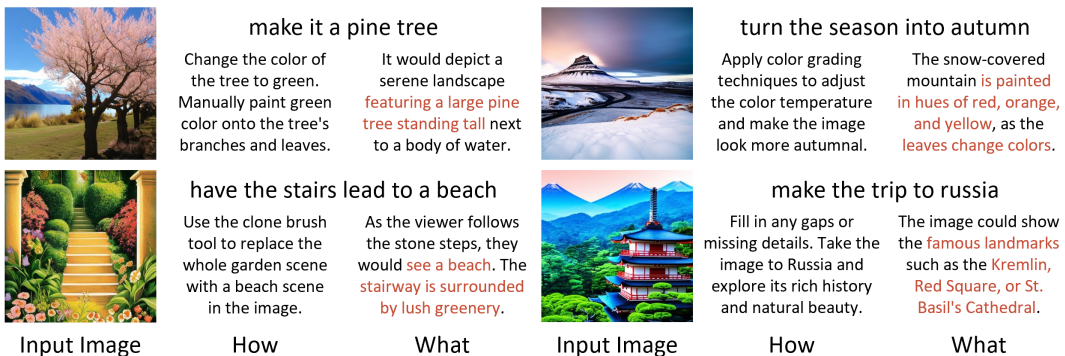 make it a pine tree
Change the color of
the tree to green.
Manually paint green
color onto the tree's
branches and leaves.
It would depict a
serene landscape
featuring a large pine
tree standing tall next
to a body of water.
turn the season into autumn
Apply color grading
techniques to adjust
the color temperature
and make the image
look more autumnal.
The snow-covered
mountain is painted
in hues of red, orange,
and yellow, as the
leaves change colors.
have the stairs lead to a beach
Use the clone brush
tool to replace the
whole garden scene
with a beach scene
in the image.
As the viewer follows
the stone steps, they
would see a beach. The
stairway is surrounded
by lush greenery.
make the trip to russia
Fill in any gaps or
missing details. Take the
image to Russia and
explore its rich history
and natural beauty.
The image could show
the famous landmarks
such as the Kremlin,
Red Square, or St.
Basil's Cathedral.
Input Image
How
What
Input Image
How
What